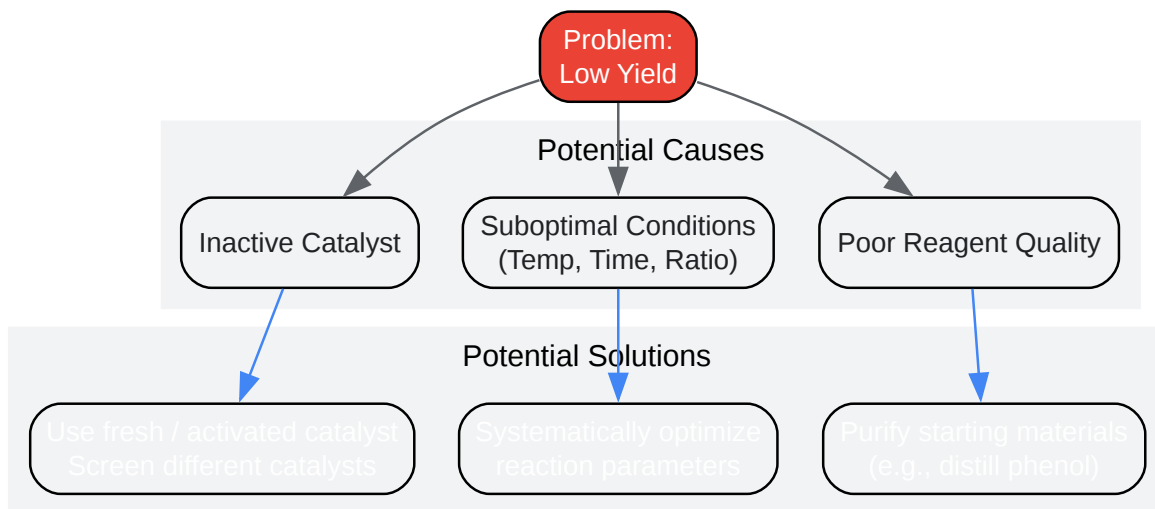 Problem:
Low Yield
Potential Causes
Inactive Catalyst
Suboptimal Conditions
(Temp, Time, Ratio)
Poor Reagent Quality
Potential Solutions
Use fresh / activated catalyst
Screen different catalysts
Systematically optimize
reaction parameters
Purify starting materials
(e.g., distill phenol)